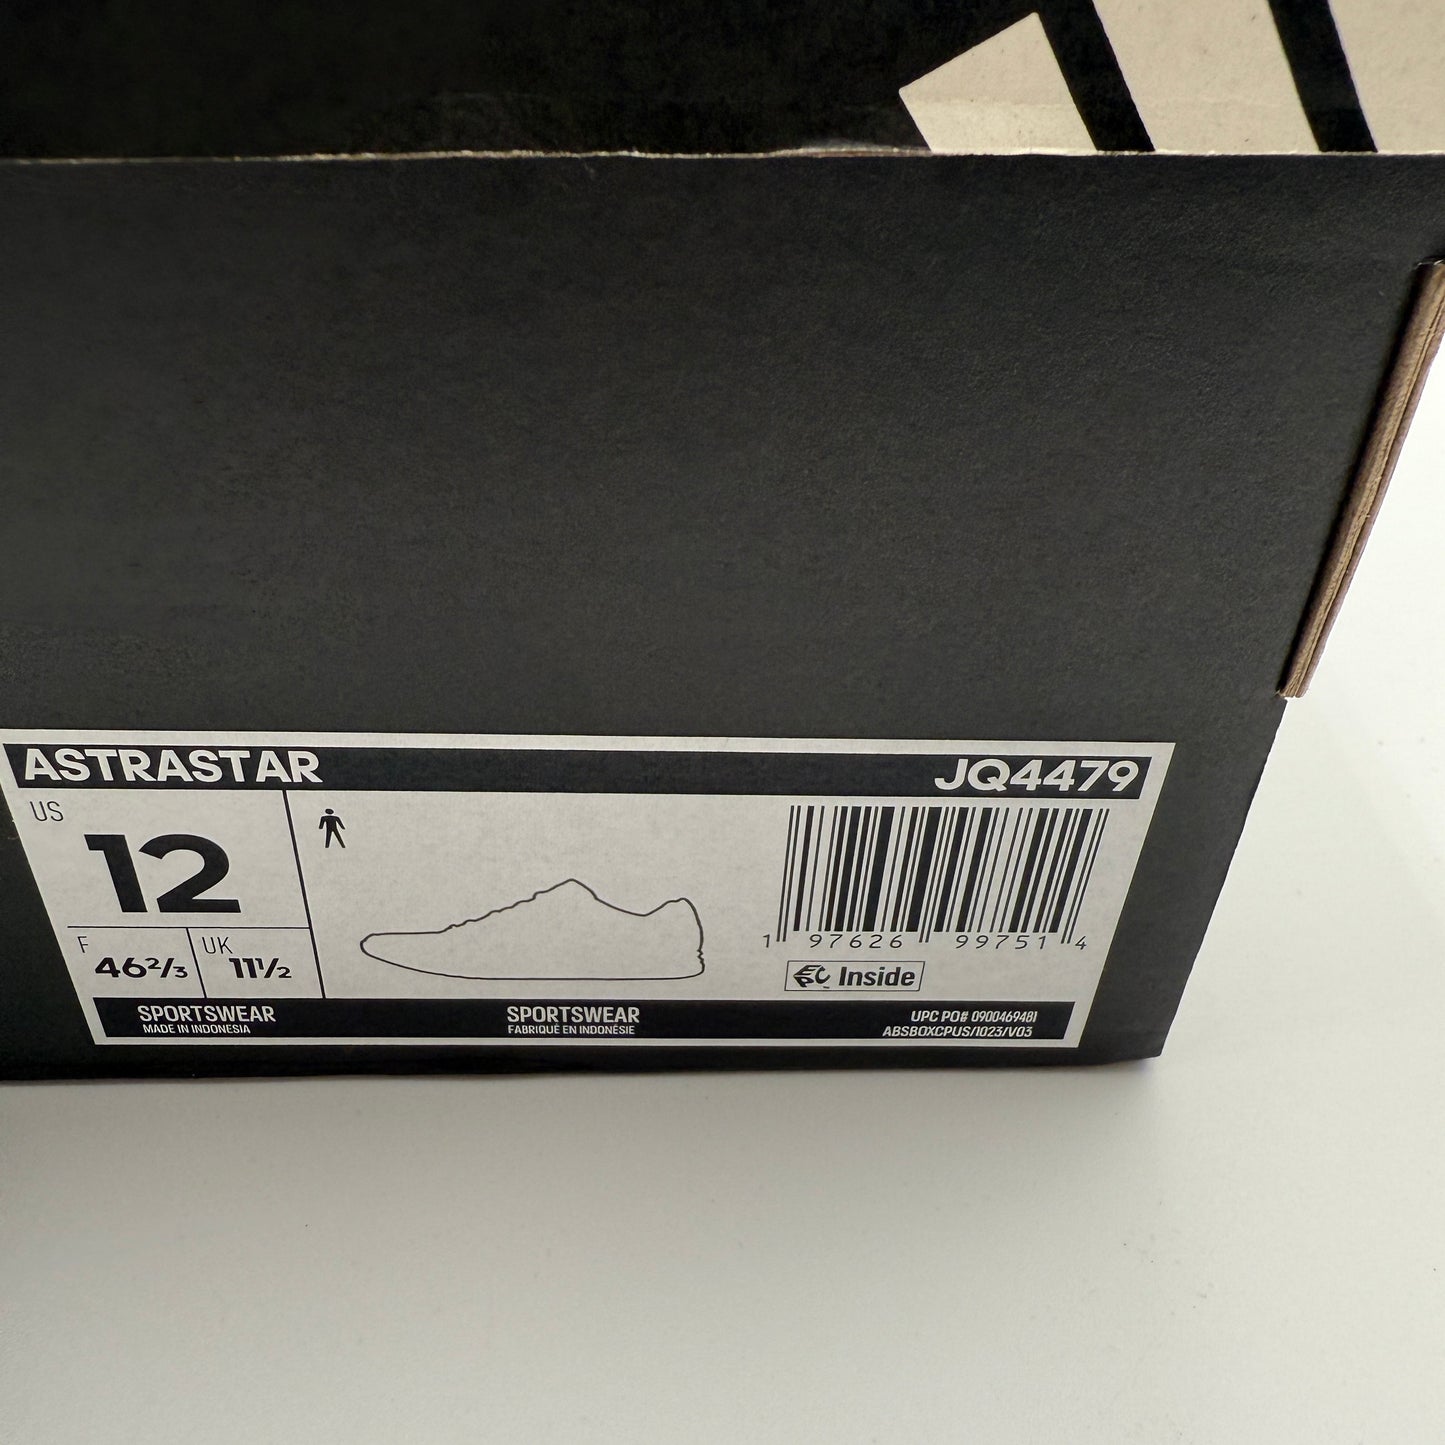 ASTRASTAR JQ4479
US
12
F 46⅔ UK 11½
1 97626 99751 4
EPC Inside
SPORTSWEAR SPORTSWEAR UPC PO# 0900469481
MADE IN INDONESIA FABRIQUÉ EN INDONÉSIE ABSBOXCPUS/1023/V03